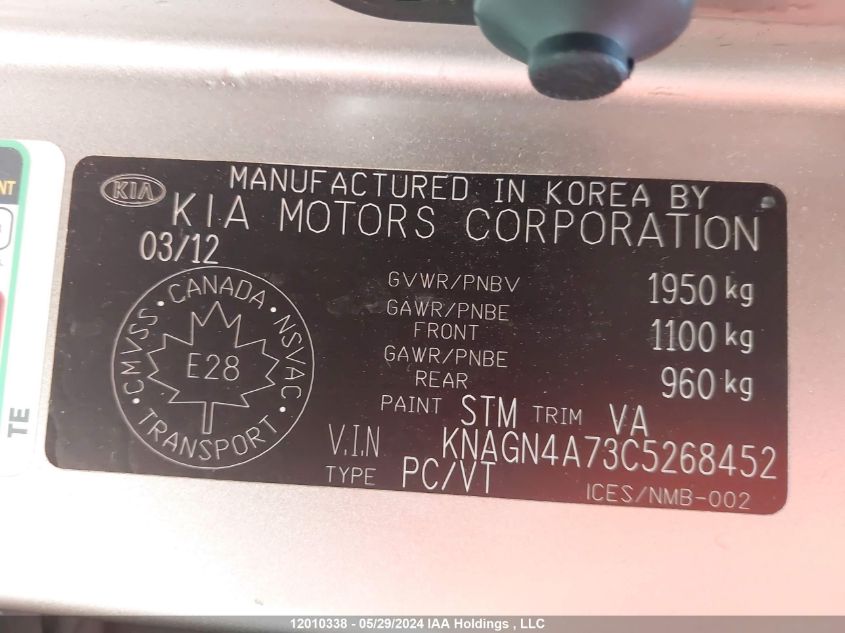 MANUFACTURED IN KOREA BY
KIA KIA MOTORS CORPORATION
03/12
GVWR/PNBV 1950 kg
GAWR/PNBE
FRONT 1100 kg
GAWR/PNBE
REAR 960 kg
PAINT STM TRIM VA
V.I.N KNAGN4A73C5268452
TYPE PC/VT
ICES/NMB-002
CANADA · NSVAC · TRANSPORT · CMVSS ·
E28
NT
TE
12010338 - 05/29/2024 IAA Holdings , LLC